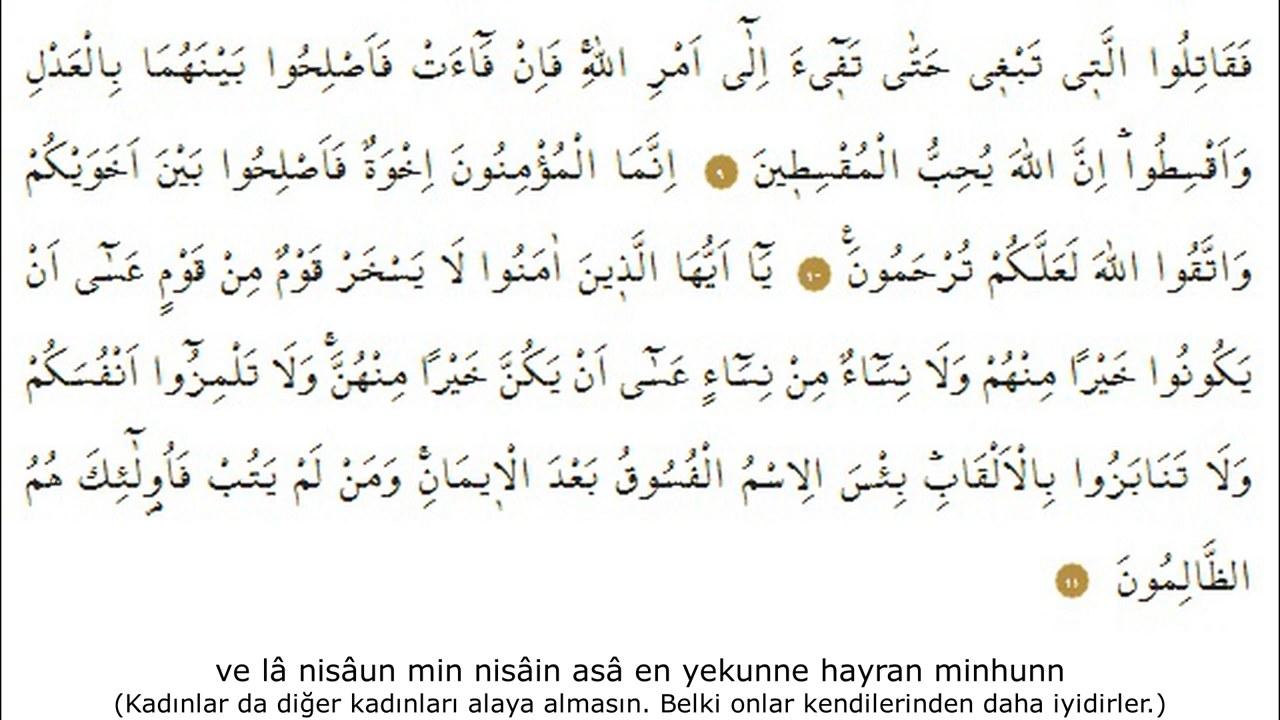 فَقَاتِلُوا الَّتٖى تَبْغٖى حَتّٰى تَفٖٓىءَ اِلٰٓى اَمْرِ اللّٰهِۚ فَاِنْ فَٓاءَتْ فَاَصْلِحُوا بَيْنَهُمَا بِالْعَدْلِ
وَاَقْسِطُواؕ اِنَّ اللّٰهَ يُحِبُّ الْمُقْسِطٖينَ ٩ اِنَّمَا الْمُؤْمِنُونَ اِخْوَةٌ فَاَصْلِحُوا بَيْنَ اَخَوَيْكُمْ
وَاتَّقُوا اللّٰهَ لَعَلَّكُمْ تُرْحَمُونَࣖ ١٠ يَٓا اَيُّهَا الَّذٖينَ اٰمَنُوا لَا يَسْخَرْ قَوْمٌ مِنْ قَوْمٍ عَسٰٓى اَنْ
يَكُونُوا خَيْرًا مِنْهُمْ وَلَا نِسَٓاءٌ مِنْ نِسَٓاءٍ عَسٰٓى اَنْ يَكُنَّ خَيْرًا مِنْهُنَّۚ وَلَا تَلْمِزُٓوا اَنْفُسَكُمْ
وَلَا تَنَابَزُوا بِالْاَلْقَابِؕ بِئْسَ الِاسْمُ الْفُسُوقُ بَعْدَ الْاٖيمَانِۚ وَمَنْ لَمْ يَتُبْ فَاُو۬لٰٓئِكَ هُمُ
الظَّالِمُونَ ١١
ve lâ nisâun min nisâin asâ en yekunne hayran minhunn
(Kadınlar da diğer kadınları alaya almasın. Belki onlar kendilerinden daha iyidirler.)